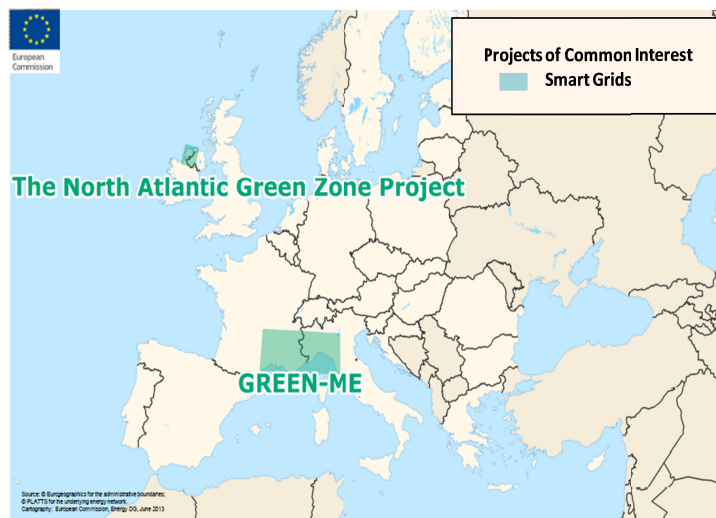 European
Commission
Projects of Common Interest
Smart Grids
The North Atlantic Green Zone Project
GREEN-ME
Source: © Eurogeographics for the administrative boundaries;
© PLATTS for the underlying energy network.
Cartography: European Commission, Energy DG, June 2013